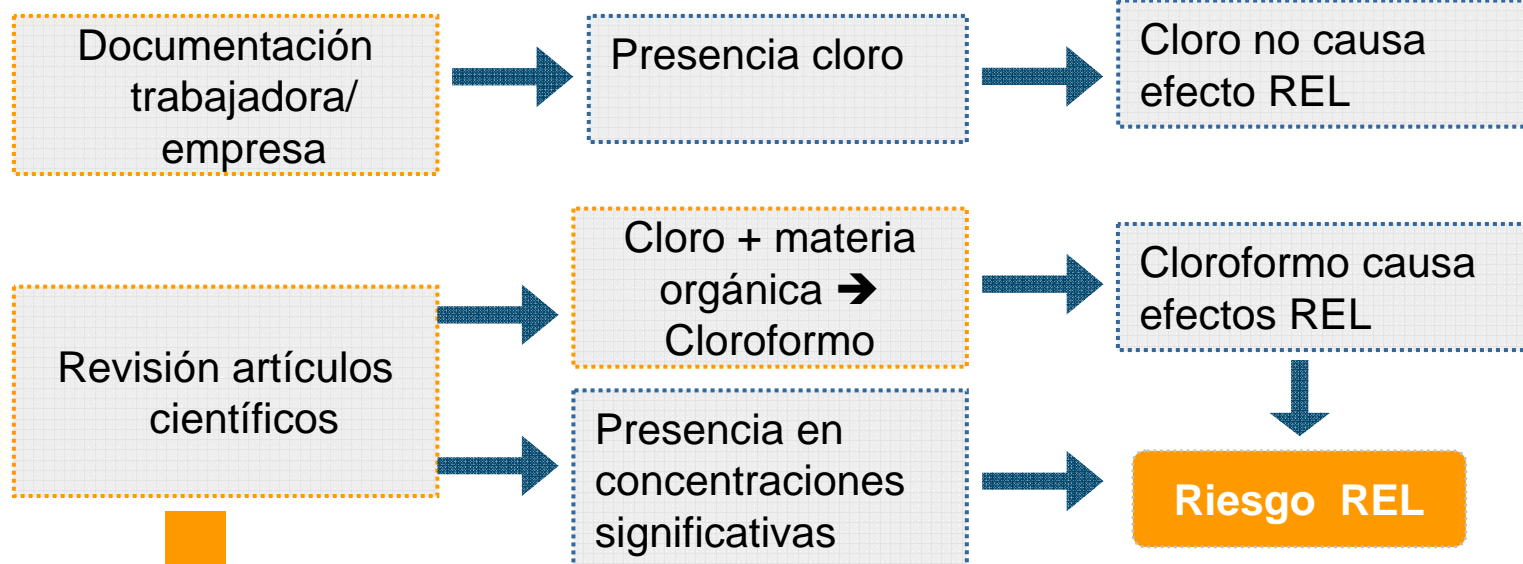 Documentación
trabajadora/
empresa
Presencia cloro
Cloro no causa
efecto REL
Revisión artículos
científicos
Cloro + materia
orgánica ➔
Cloroformo
Cloroformo causa
efectos REL
Presencia en
concentraciones
significativas
Riesgo REL